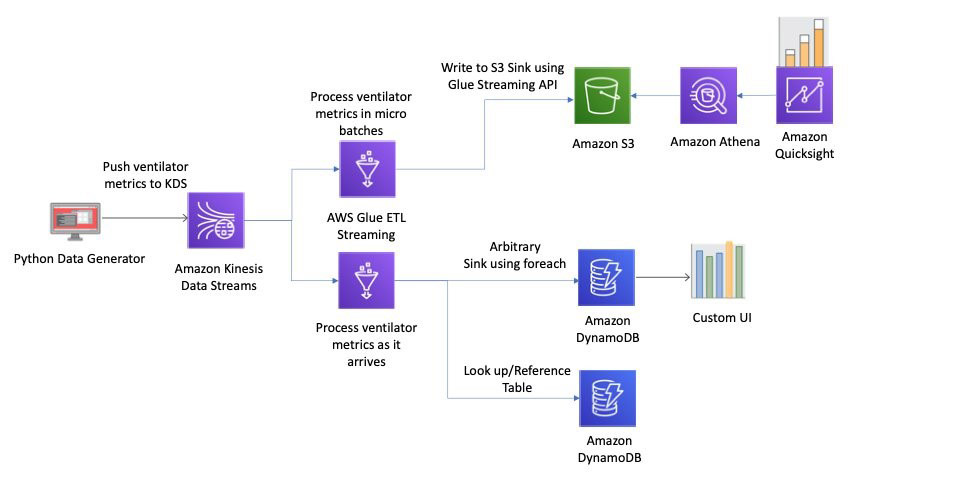 Write to S3 Sink using
Glue Streaming API
Process ventilator
metrics in micro
batches
Amazon S3
Amazon Athena
Amazon
Quicksight
Push ventilator
metrics to KDS
AWS Glue ETL
Streaming
Python Data Generator
Amazon Kinesis
Data Streams
Arbitrary
Sink using foreach
Amazon
DynamoDB
Custom UI
Process ventilator
metrics as it
arrives
Look up/Reference
Table
Amazon
DynamoDB